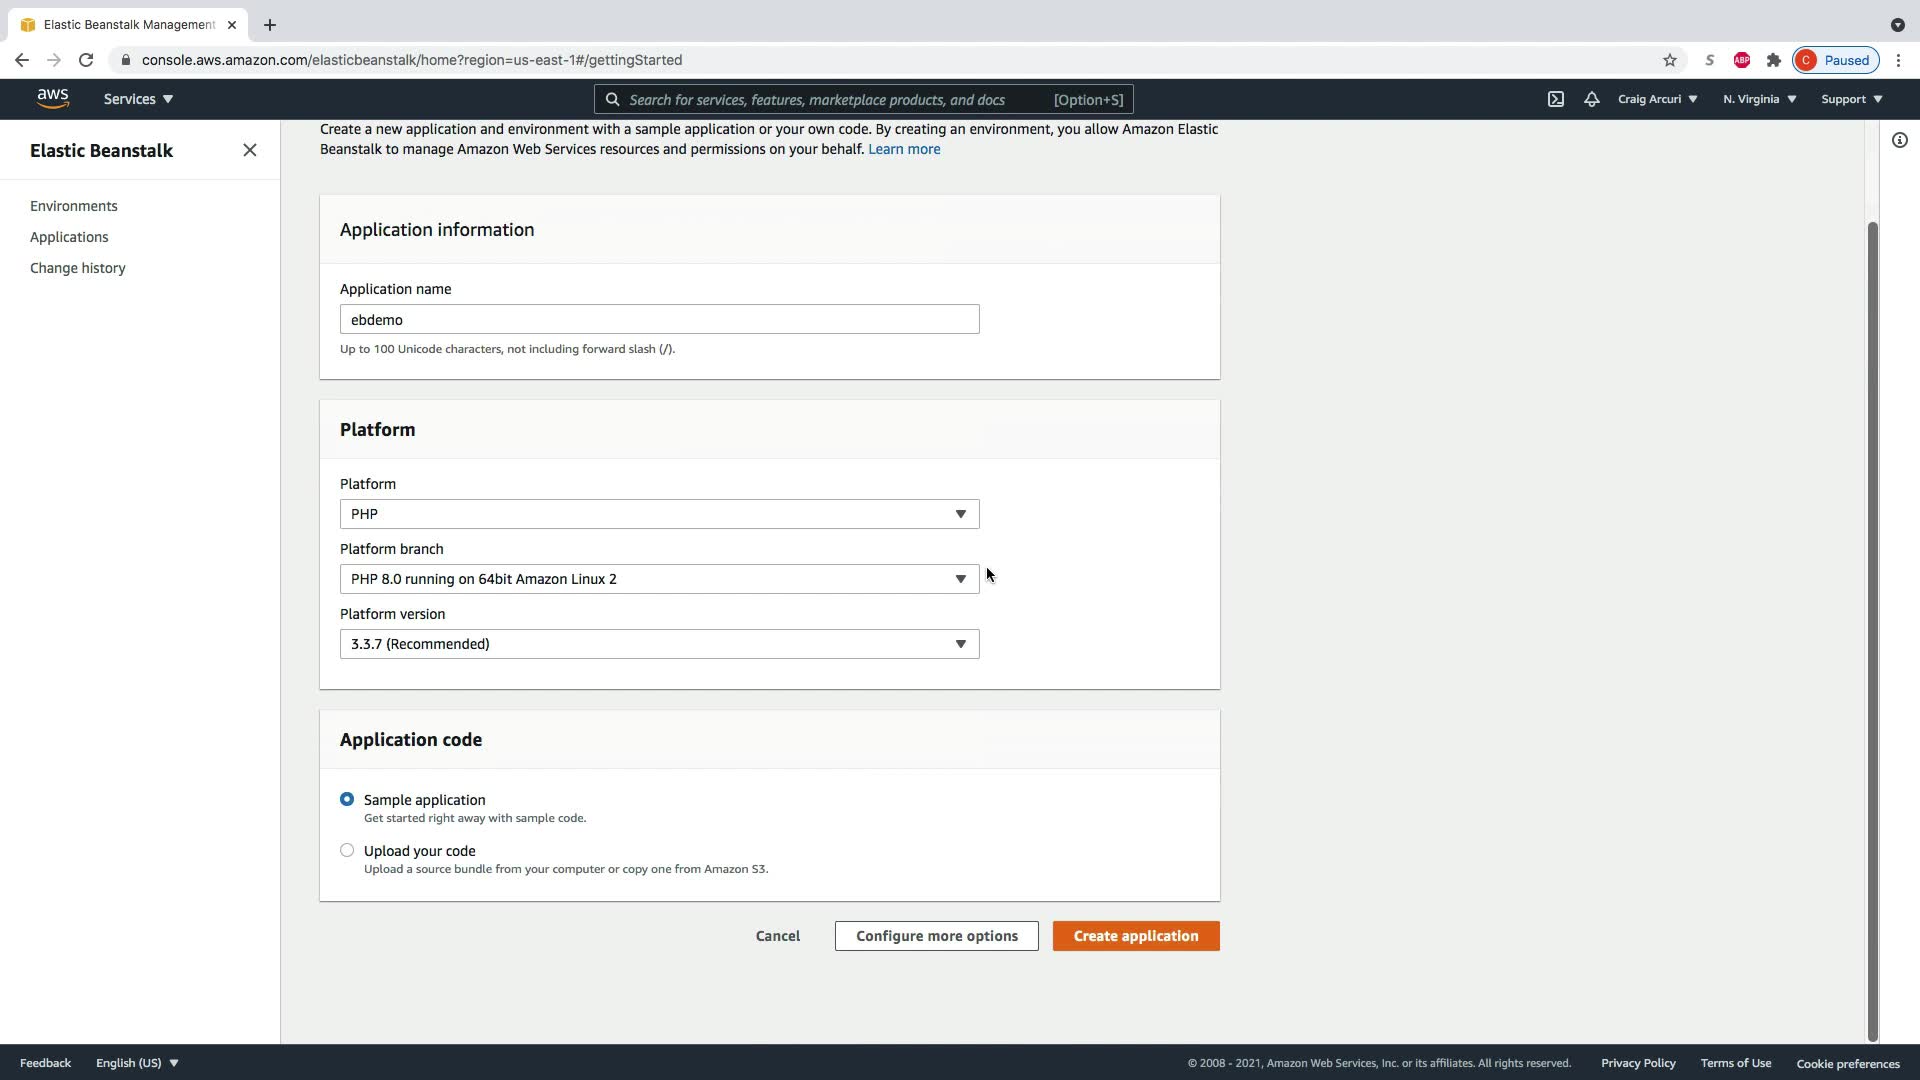 Elastic Beanstalk Management
console.aws.amazon.com/elasticbeanstalk/home?region=us-east-1#/gettingStarted
S
ABP
C
Paused
aws
Services
Search for services, features, marketplace products, and docs
[Option+S]
Craig Arcuri
N. Virginia
Support
Elastic Beanstalk
Environments
Applications
Change history
Create a new application and environment with a sample application or your own code. By creating an environment, you allow Amazon Elastic
Beanstalk to manage Amazon Web Services resources and permissions on your behalf. Learn more
Application information
Application name
ebdemo
Up to 100 Unicode characters, not including forward slash (/).
Platform
Platform
PHP
Platform branch
PHP 8.0 running on 64bit Amazon Linux 2
Platform version
3.3.7 (Recommended)
Application code
Sample application
Get started right away with sample code.
Upload your code
Upload a source bundle from your computer or copy one from Amazon S3.
Cancel
Configure more options
Create application
Feedback
English (US)
© 2008 - 2021, Amazon Web Services, Inc. or its affiliates. All rights reserved.
Privacy Policy
Terms of Use
Cookie preferences